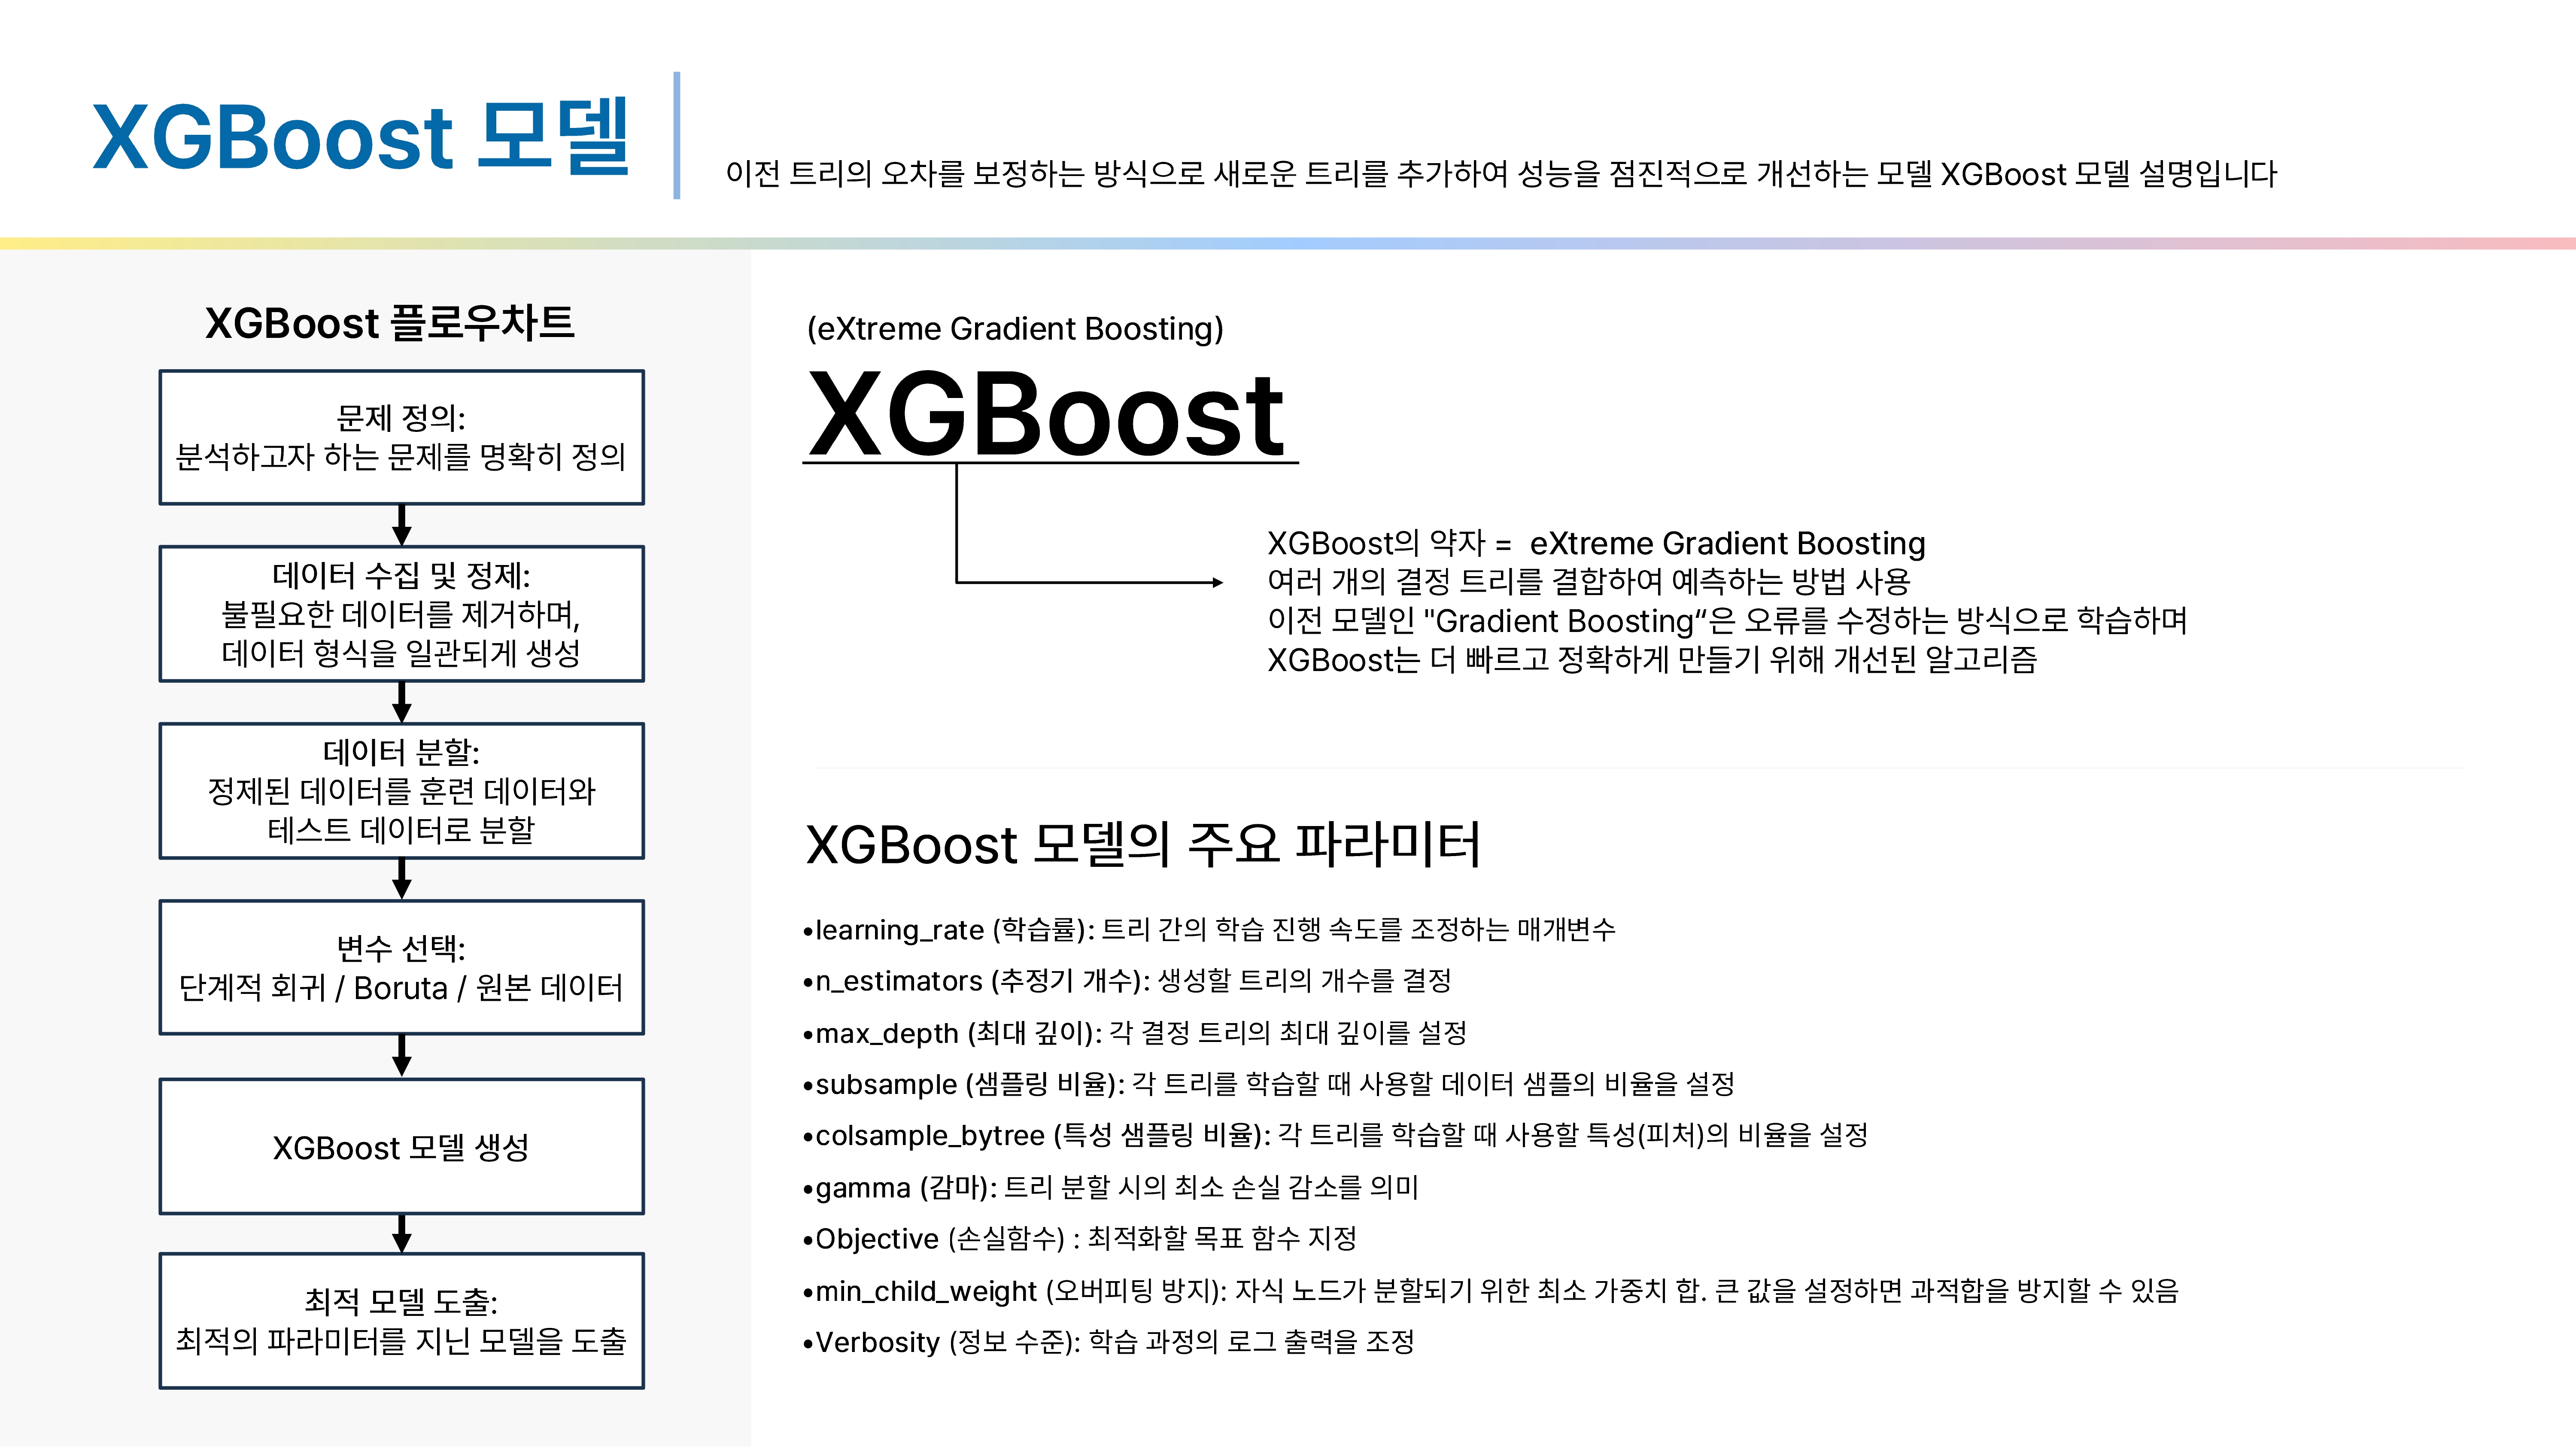 XGBoost 모델
이전 트리의 오차를 보정하는 방식으로 새로운 트리를 추가하여 성능을 점진적으로 개선하는 모델 XGBoost 모델 설명입니다
XGBoost 플로우차트
문제 정의:
분석하고자 하는 문제를 명확히 정의
데이터 수집 및 정제:
불필요한 데이터를 제거하며,
데이터 형식을 일관되게 생성
데이터 분할:
정제된 데이터를 훈련 데이터와
테스트 데이터로 분할
변수 선택:
단계적 회귀 / Boruta / 원본 데이터
XGBoost 모델 생성
최적 모델 도출:
최적의 파라미터를 지닌 모델을 도출
(eXtreme Gradient Boosting)
XGBoost
XGBoost의 약자 =  eXtreme Gradient Boosting
여러 개의 결정 트리를 결합하여 예측하는 방법 사용
이전 모델인 "Gradient Boosting“은 오류를 수정하는 방식으로 학습하며
XGBoost는 더 빠르고 정확하게 만들기 위해 개선된 알고리즘
XGBoost 모델의 주요 파라미터
•learning_rate (학습률): 트리 간의 학습 진행 속도를 조정하는 매개변수
•n_estimators (추정기 개수): 생성할 트리의 개수를 결정
•max_depth (최대 깊이): 각 결정 트리의 최대 깊이를 설정
•subsample (샘플링 비율): 각 트리를 학습할 때 사용할 데이터 샘플의 비율을 설정
•colsample_bytree (특성 샘플링 비율): 각 트리를 학습할 때 사용할 특성(피처)의 비율을 설정
•gamma (감마): 트리 분할 시의 최소 손실 감소를 의미
•Objective (손실함수) : 최적화할 목표 함수 지정
•min_child_weight (오버피팅 방지): 자식 노드가 분할되기 위한 최소 가중치 합. 큰 값을 설정하면 과적합을 방지할 수 있음
•Verbosity (정보 수준): 학습 과정의 로그 출력을 조정